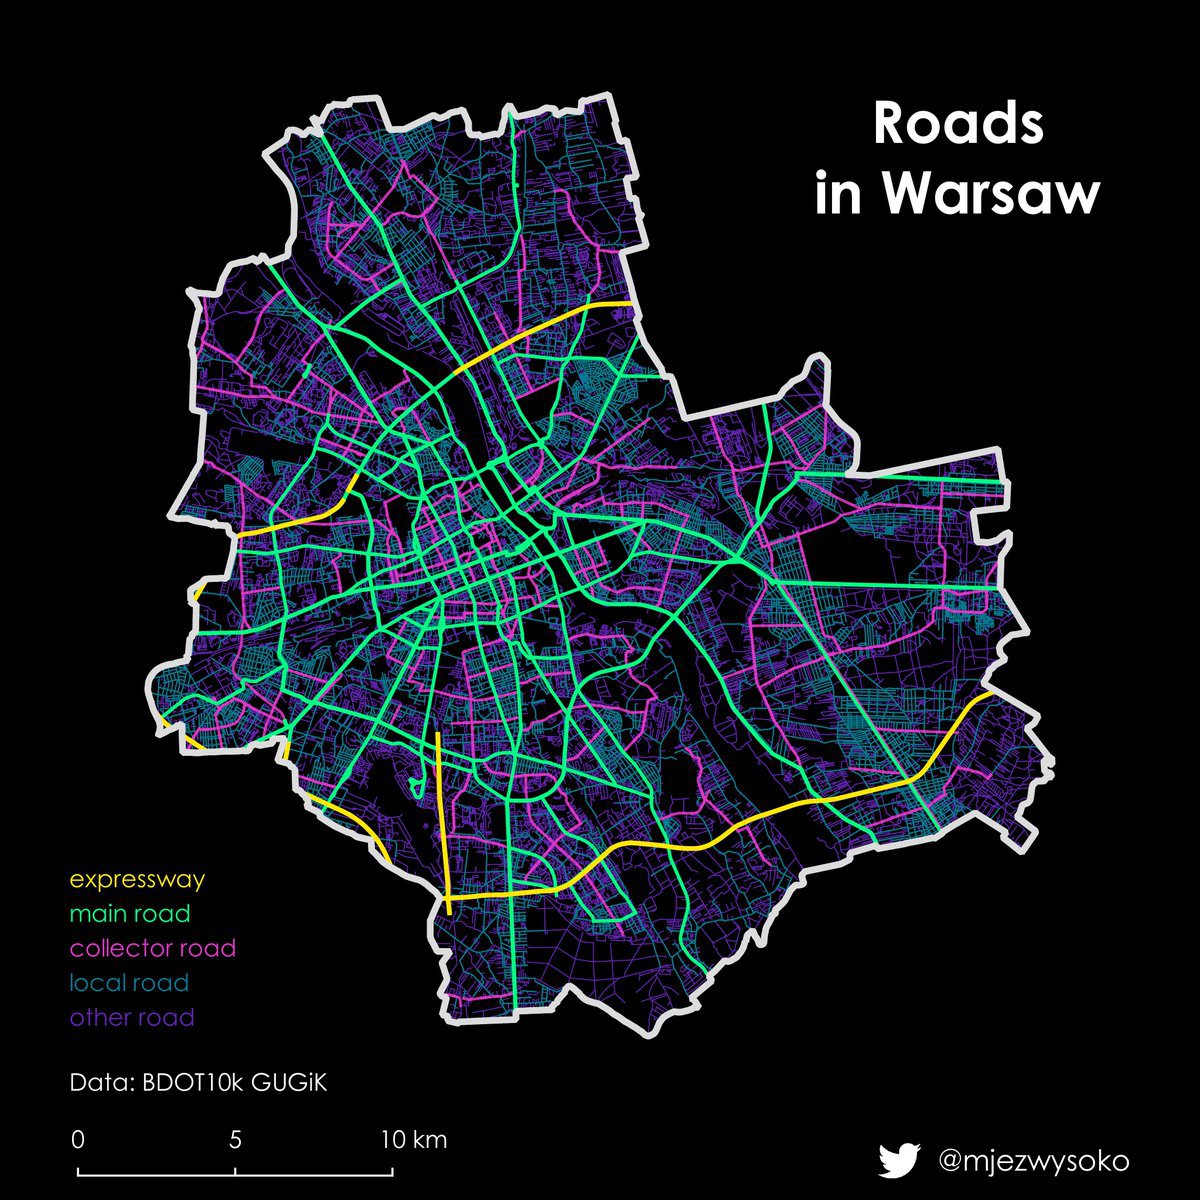 Roads
in Warsaw
expressway
main road
collector road
local road
other road
Data: BDOT10k GUGiK
0 5 10 km
@mjezwysoko